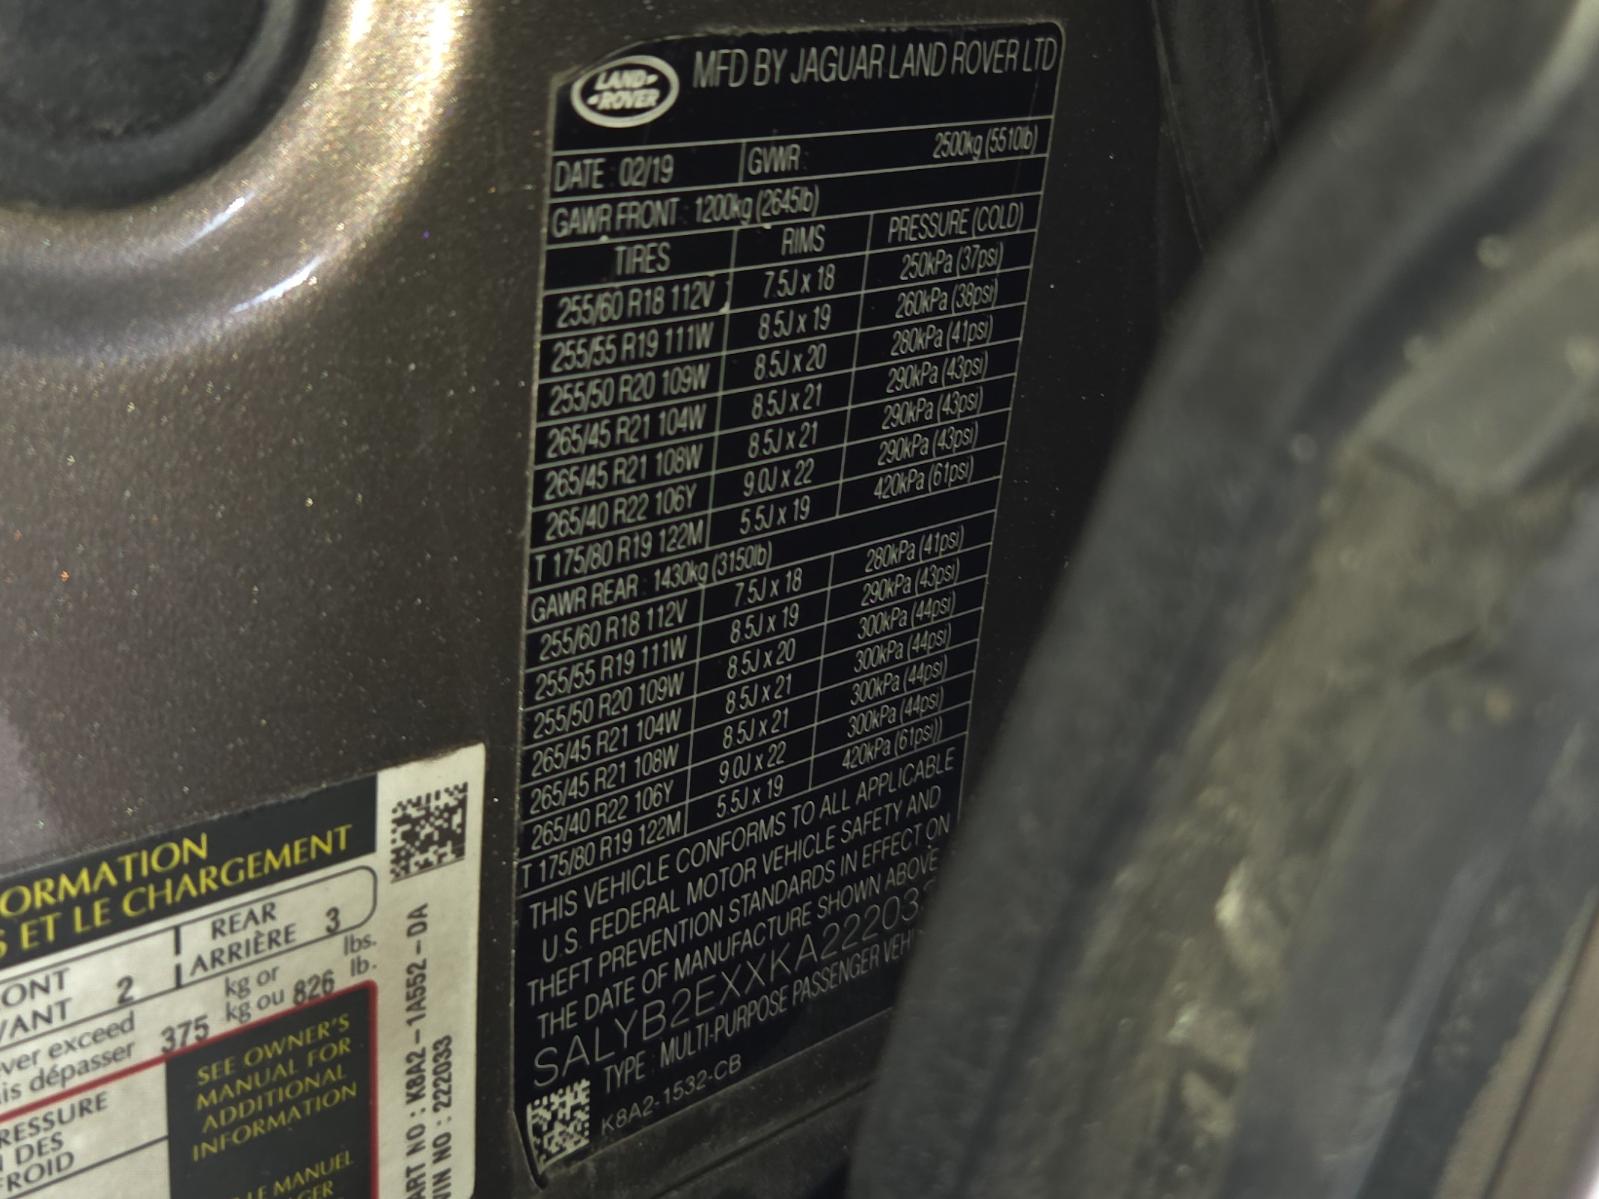 LAND ROVER
MFD BY JAGUAR LAND ROVER LTD
DATE : 02/19 GVWR : 2500kg (5510lb)
GAWR FRONT : 1200kg (2645lb)
TIRES RIMS PRESSURE (COLD)
255/60 R18 112V 7.5J x 18 250kPa (37psi)
255/55 R19 111W 8.5J x 19 260kPa (38psi)
255/50 R20 109W 8.5J x 20 280kPa (41psi)
265/45 R21 104W 8.5J x 21 290kPa (43psi)
265/45 R21 108W 8.5J x 21 290kPa (43psi)
265/40 R22 106Y 9.0J x 22 290kPa (43psi)
T 175/80 R19 122M 5.5J x 19 420kPa (61psi)
GAWR REAR : 1430kg (3150lb)
255/60 R18 112V 7.5J x 18 280kPa (41psi)
255/55 R19 111W 8.5J x 19 290kPa (43psi)
255/50 R20 109W 8.5J x 20 300kPa (44psi)
265/45 R21 104W 8.5J x 21 300kPa (44psi)
265/45 R21 108W 8.5J x 21 300kPa (44psi)
265/40 R22 106Y 9.0J x 22 300kPa (44psi)
T 175/80 R19 122M 5.5J x 19 420kPa (61psi))
THIS VEHICLE CONFORMS TO ALL APPLICABLE
U.S. FEDERAL MOTOR VEHICLE SAFETY AND
THEFT PREVENTION STANDARDS IN EFFECT ON
THE DATE OF MANUFACTURE SHOWN ABOVE
SALYB2EXXKA22203
TYPE : MULTI-PURPOSE PASSENGER VEHI
K8A2-1532-CB
ORMATION
S ET LE CHARGEMENT
ONT
/ANT 2
REAR
ARRIÈRE 3
ver exceed
is dépasser 375 kg or
kg ou 826 lbs.
lb.
RESSURE
DES
FROID
SEE OWNER'S
MANUAL FOR
ADDITIONAL
INFORMATION
LE MANUEL
GER
ART NO : K8A2-1A552-DA
VIN NO : 222033